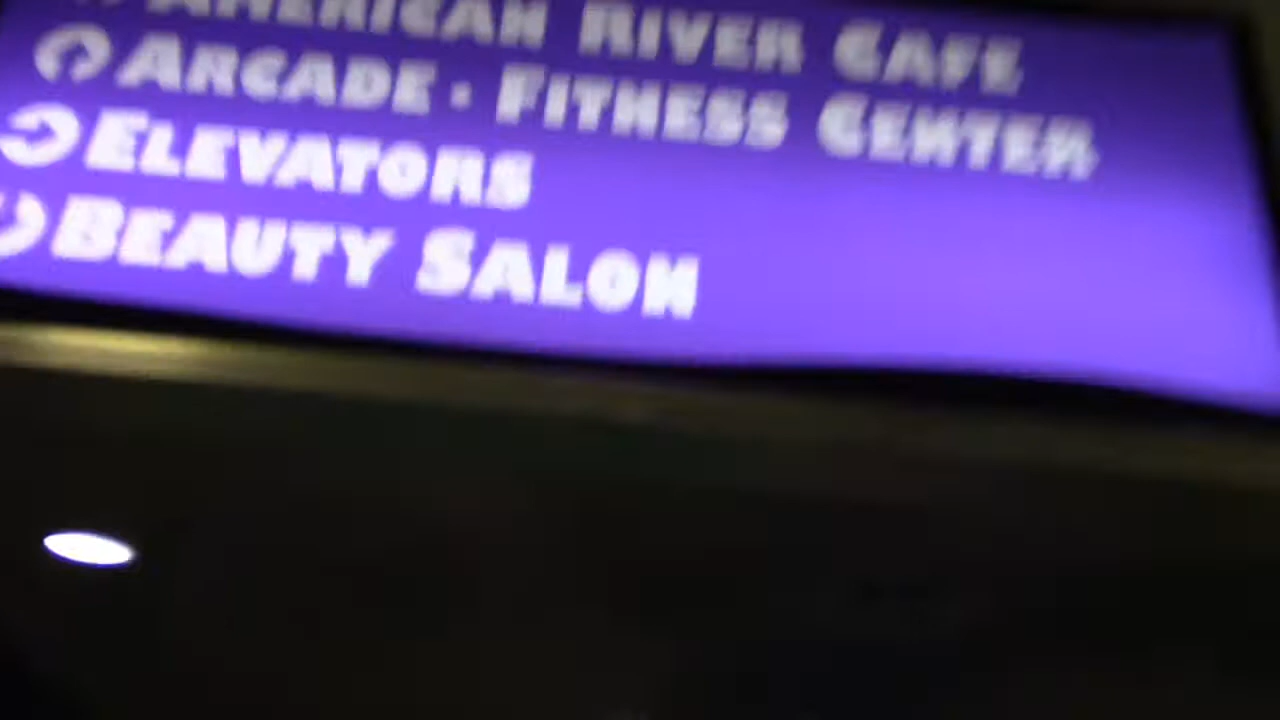 AMERICAN RIVER CAFE
ARCADE · FITNESS CENTER
ELEVATORS
BEAUTY SALON